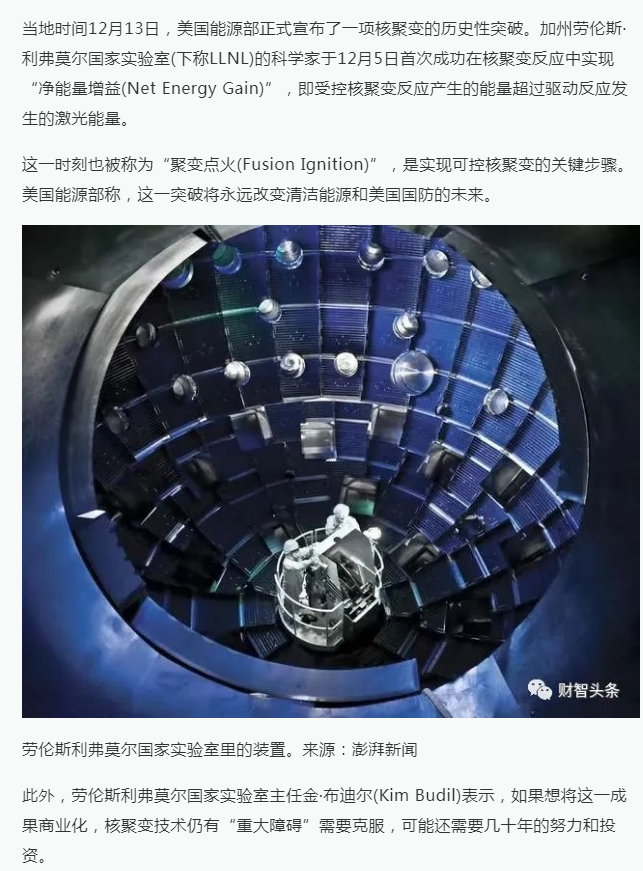 当地时间12月13日，美国能源部正式宣布了一项核聚变的历史性突破。加州劳伦斯·
利弗莫尔国家实验室(下称LLNL)的科学家于12月5日首次成功在核聚变反应中实现
“净能量增益(Net Energy Gain)”，即受控核聚变反应产生的能量超过驱动反应发
生的激光能量。
这一时刻也被称为“聚变点火(Fusion Ignition)”，是实现可控核聚变的关键步骤。
美国能源部称，这一突破将永远改变清洁能源和美国国防的未来。
财智头条
劳伦斯利弗莫尔国家实验室里的装置。来源：澎湃新闻
此外，劳伦斯利弗莫尔国家实验室主任金·布迪尔(Kim Budil)表示，如果想将这一成
果商业化，核聚变技术仍有“重大障碍”需要克服，可能还需要几十年的努力和投
资。